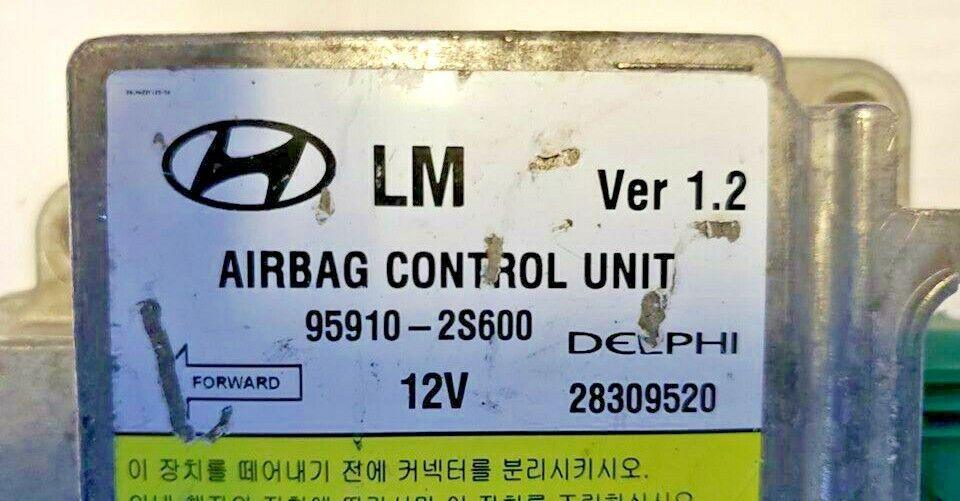 LM Ver 1.2
AIRBAG CONTROL UNIT
95910-2S600 DELPHI
FORWARD 12V 28309520
이 장치를 떼어내기 전에 커넥터를 분리시키시오.